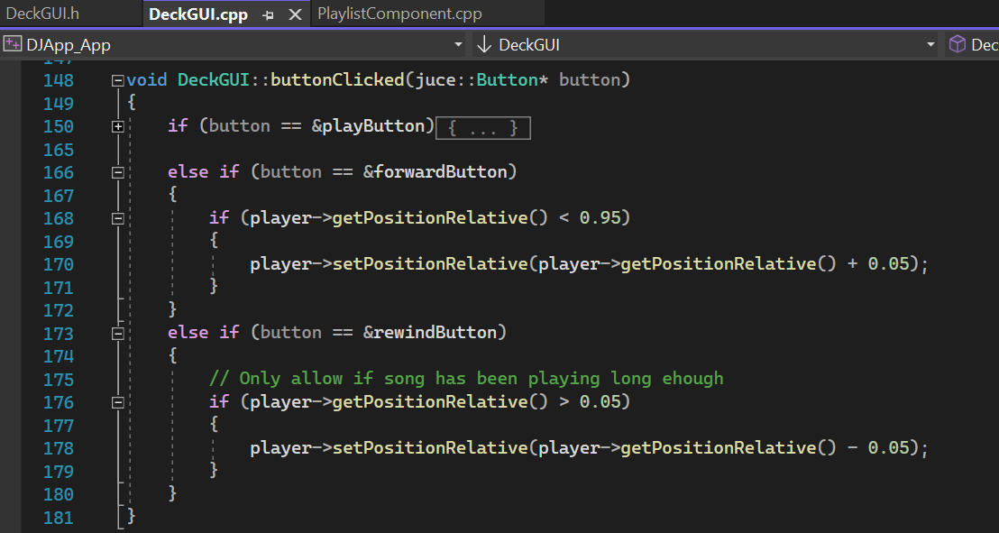 DeckGUI.h DeckGUI.cpp PlaylistComponent.cpp
DJApp_App DeckGUI Dec
147
148 void DeckGUI::buttonClicked(juce::Button* button)
149 {
150 if (button == &playButton) { ... }
165
166 else if (button == &forwardButton)
167 {
168 if (player->getPositionRelative() < 0.95)
169 {
170 player->setPositionRelative(player->getPositionRelative() + 0.05);
171 }
172 }
173 else if (button == &rewindButton)
174 {
175 // Only allow if song has been playing long ehough
176 if (player->getPositionRelative() > 0.05)
177 {
178 player->setPositionRelative(player->getPositionRelative() - 0.05);
179 }
180 }
181 }